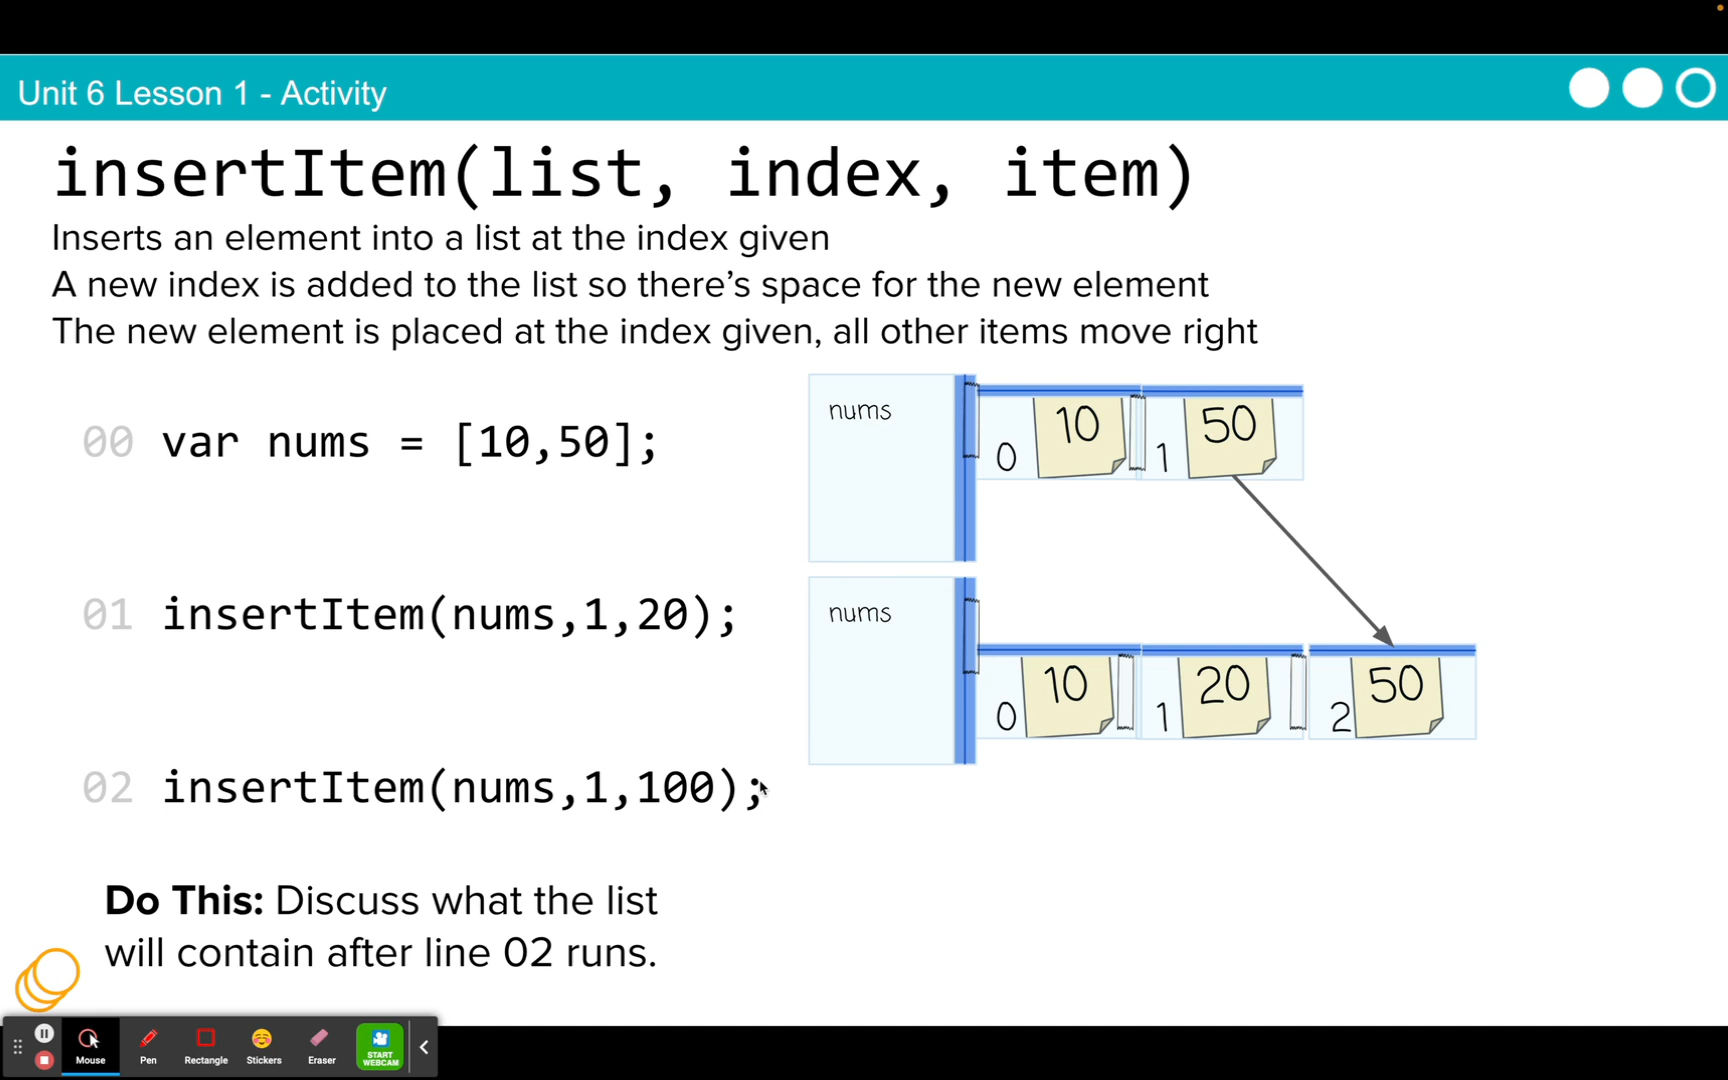 Unit 6 Lesson 1 - Activity
insertItem(list, index, item)
Inserts an element into a list at the index given
A new index is added to the list so there's space for the new element
The new element is placed at the index given, all other items move right
00 var nums = [10,50];
nums
0 10 1 50
01 insertItem(nums,1,20);
nums
0 10 1 20 2 50
02 insertItem(nums,1,100);
Do This: Discuss what the list
will contain after line 02 runs.
Mouse Pen Rectangle Stickers Eraser START
WEBCAM